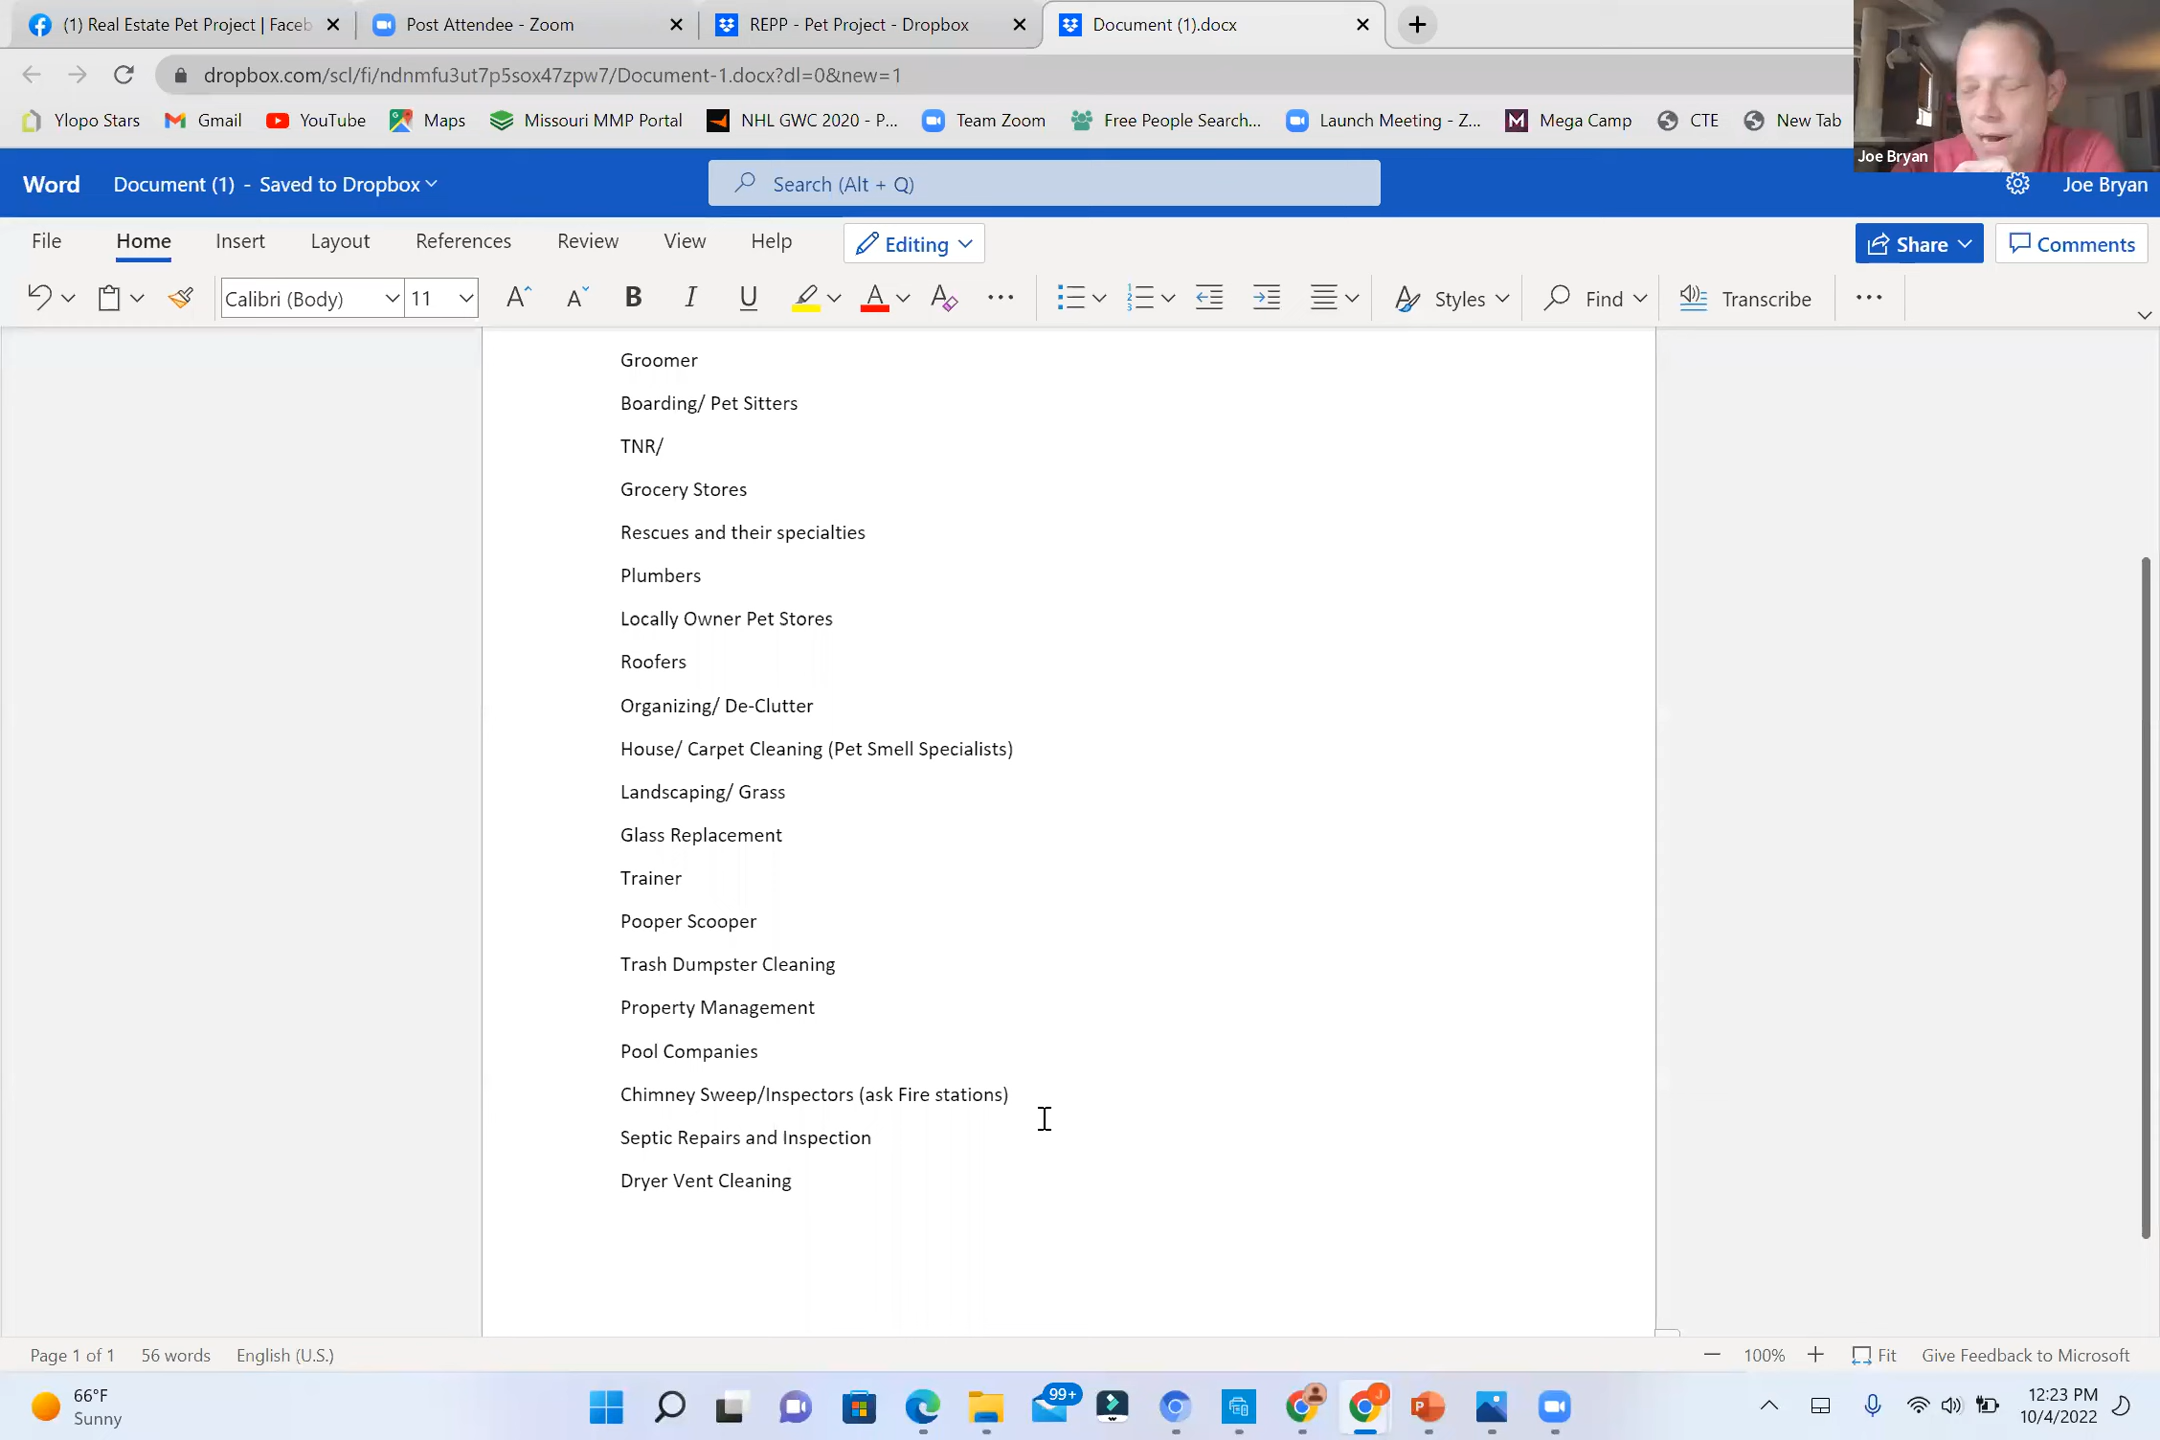 (1) Real Estate Pet Project | Faceb
Post Attendee - Zoom
REPP - Pet Project - Dropbox
Document (1).docx
dropbox.com/scl/fi/ndnmfu3ut7p5sox47zpw7/Document-1.docx?dl=0&new=1
Ylopo Stars
Gmail
YouTube
Maps
Missouri MMP Portal
NHL GWC 2020 - P...
Team Zoom
Free People Search...
Launch Meeting - Z...
Mega Camp
CTE
New Tab
Joe Bryan
Word
Document (1) - Saved to Dropbox
Search (Alt + Q)
Joe Bryan
File
Home
Insert
Layout
References
Review
View
Help
Editing
Share
Comments
Calibri (Body)
11
Styles
Find
Transcribe
Groomer
Boarding/ Pet Sitters
TNR/
Grocery Stores
Rescues and their specialties
Plumbers
Locally Owner Pet Stores
Roofers
Organizing/ De-Clutter
House/ Carpet Cleaning (Pet Smell Specialists)
Landscaping/ Grass
Glass Replacement
Trainer
Pooper Scooper
Trash Dumpster Cleaning
Property Management
Pool Companies
Chimney Sweep/Inspectors (ask Fire stations)
Septic Repairs and Inspection
Dryer Vent Cleaning
Page 1 of 1
56 words
English (U.S.)
100%
Fit
Give Feedback to Microsoft
66°F
Sunny
99+
12:23 PM
10/4/2022